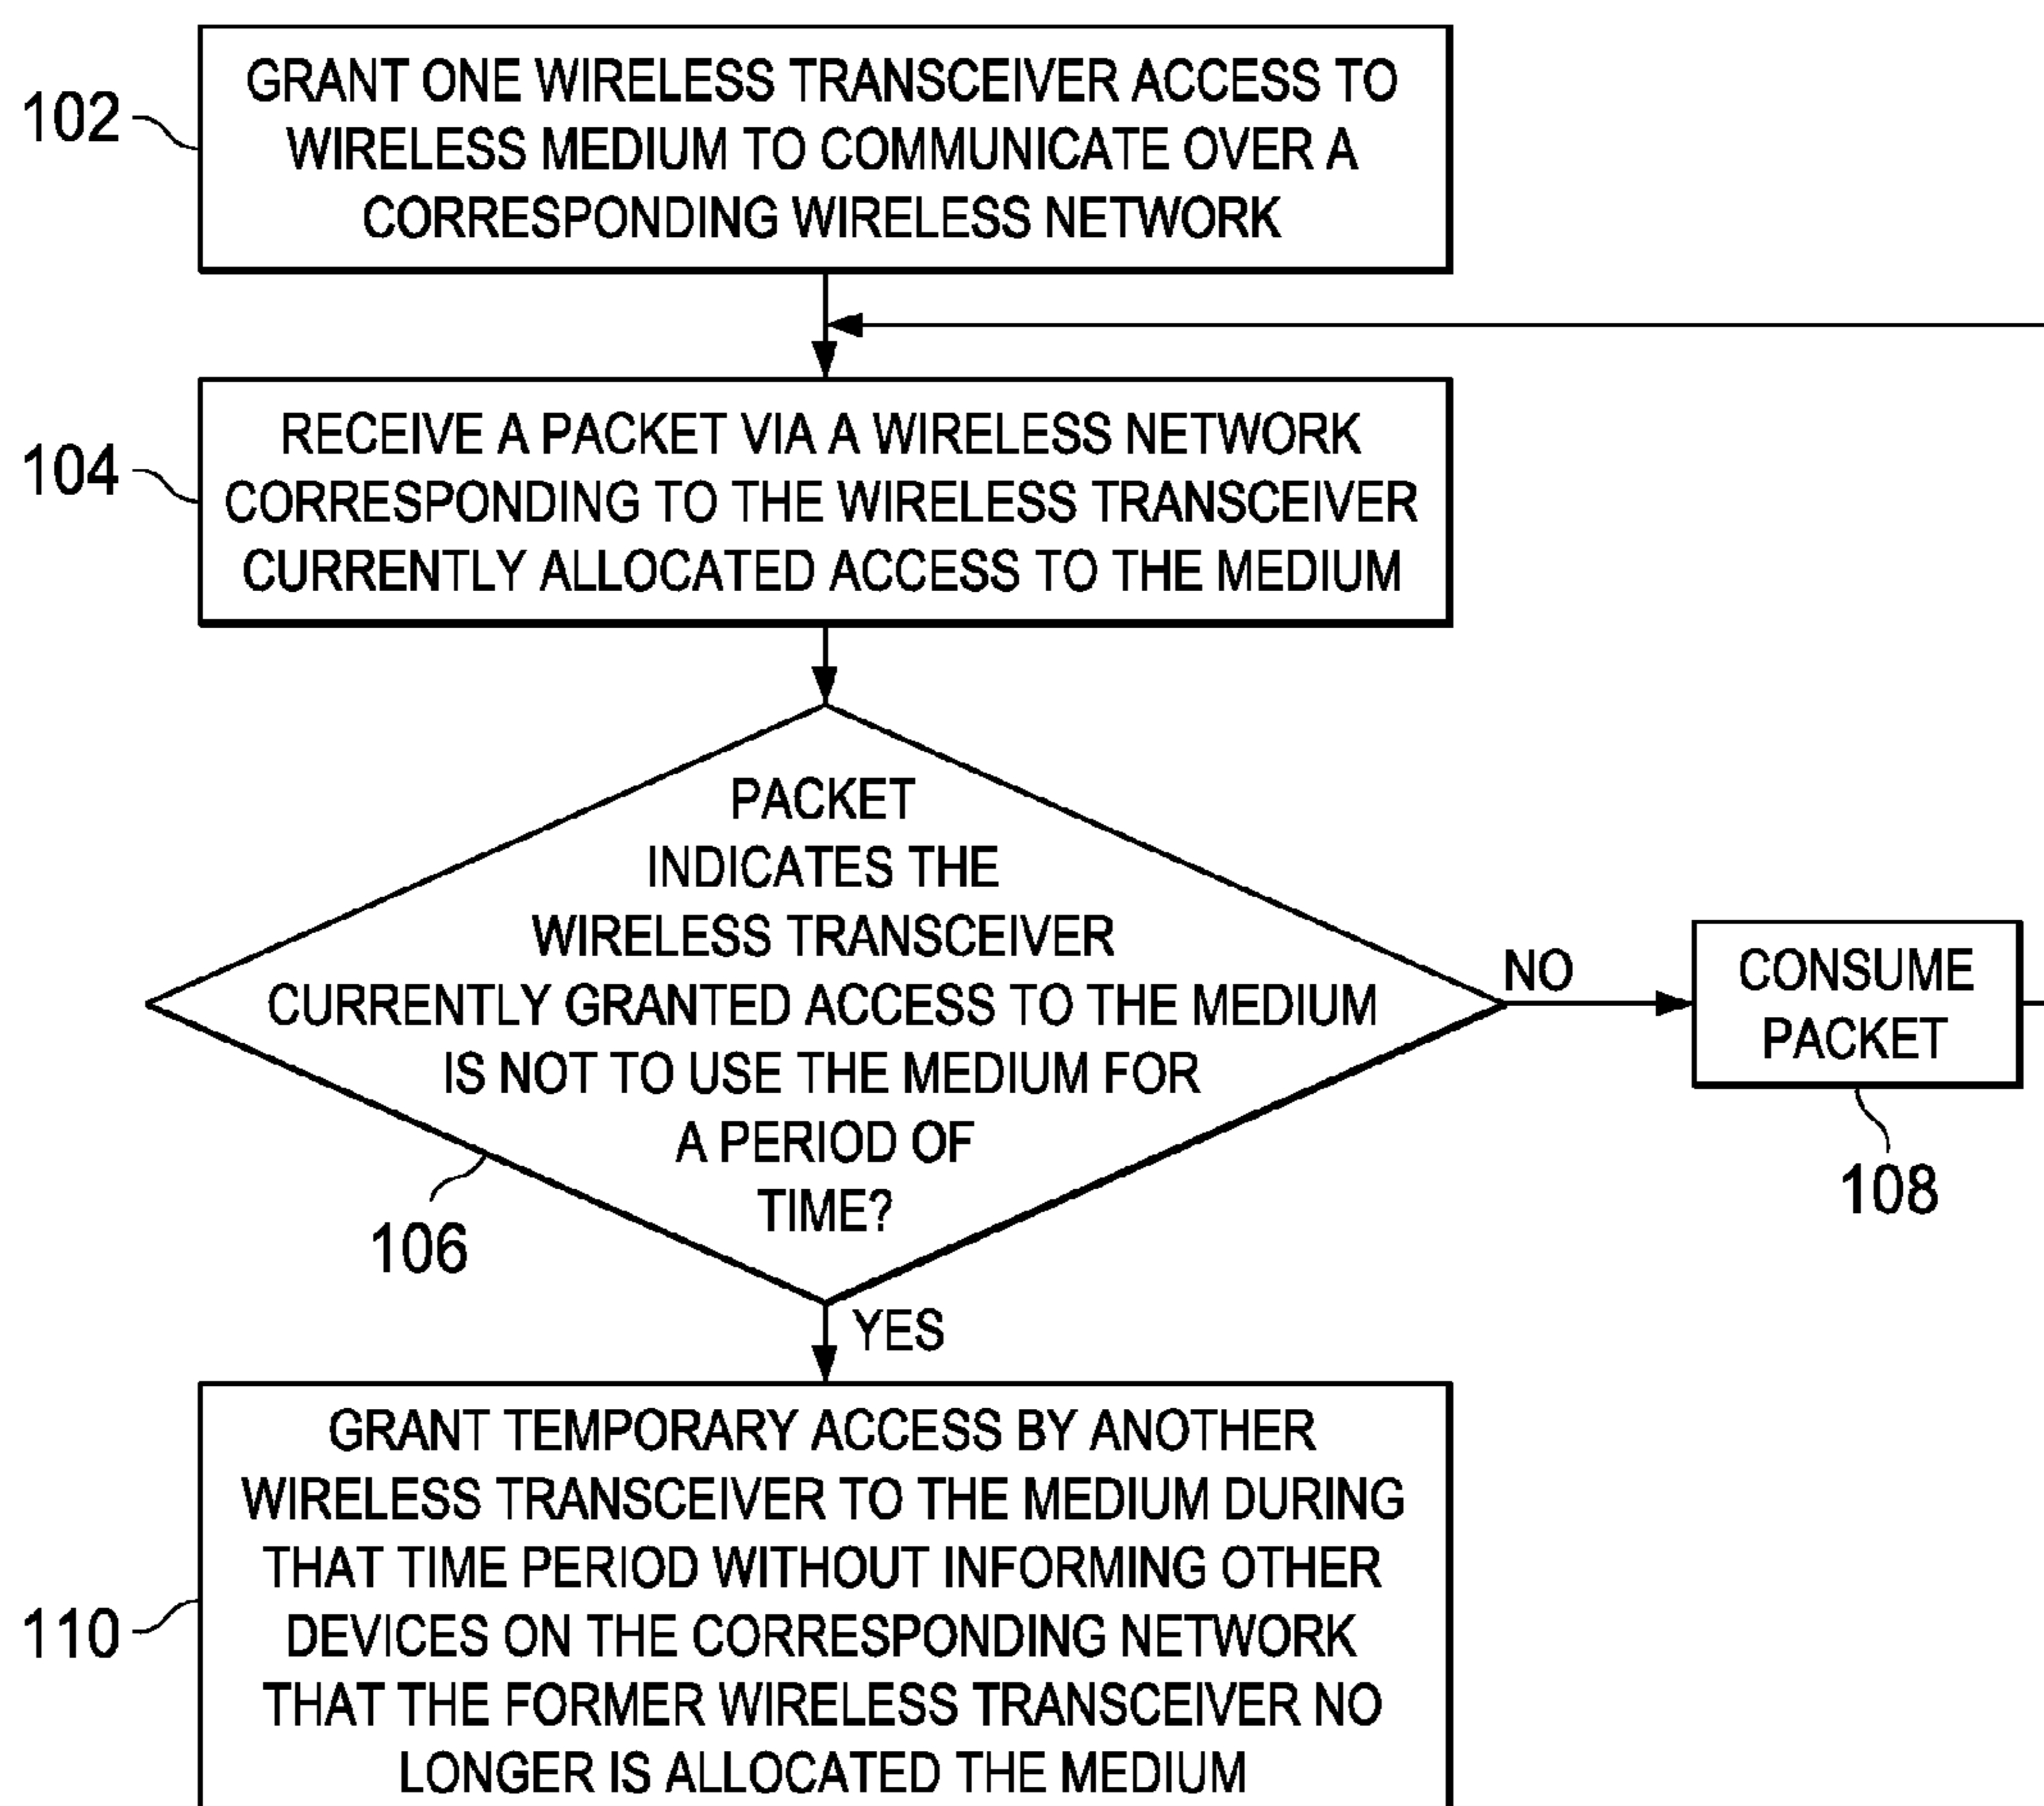 102
GRANT ONE WIRELESS TRANSCEIVER ACCESS TO
WIRELESS MEDIUM TO COMMUNICATE OVER A
CORRESPONDING WIRELESS NETWORK
104
RECEIVE A PACKET VIA A WIRELESS NETWORK
CORRESPONDING TO THE WIRELESS TRANSCEIVER
CURRENTLY ALLOCATED ACCESS TO THE MEDIUM
PACKET
INDICATES THE
WIRELESS TRANSCEIVER
CURRENTLY GRANTED ACCESS TO THE MEDIUM
IS NOT TO USE THE MEDIUM FOR
A PERIOD OF
TIME?
106
NO
CONSUME
PACKET
108
YES
110
GRANT TEMPORARY ACCESS BY ANOTHER
WIRELESS TRANSCEIVER TO THE MEDIUM DURING
THAT TIME PERIOD WITHOUT INFORMING OTHER
DEVICES ON THE CORRESPONDING NETWORK
THAT THE FORMER WIRELESS TRANSCEIVER NO
LONGER IS ALLOCATED THE MEDIUM